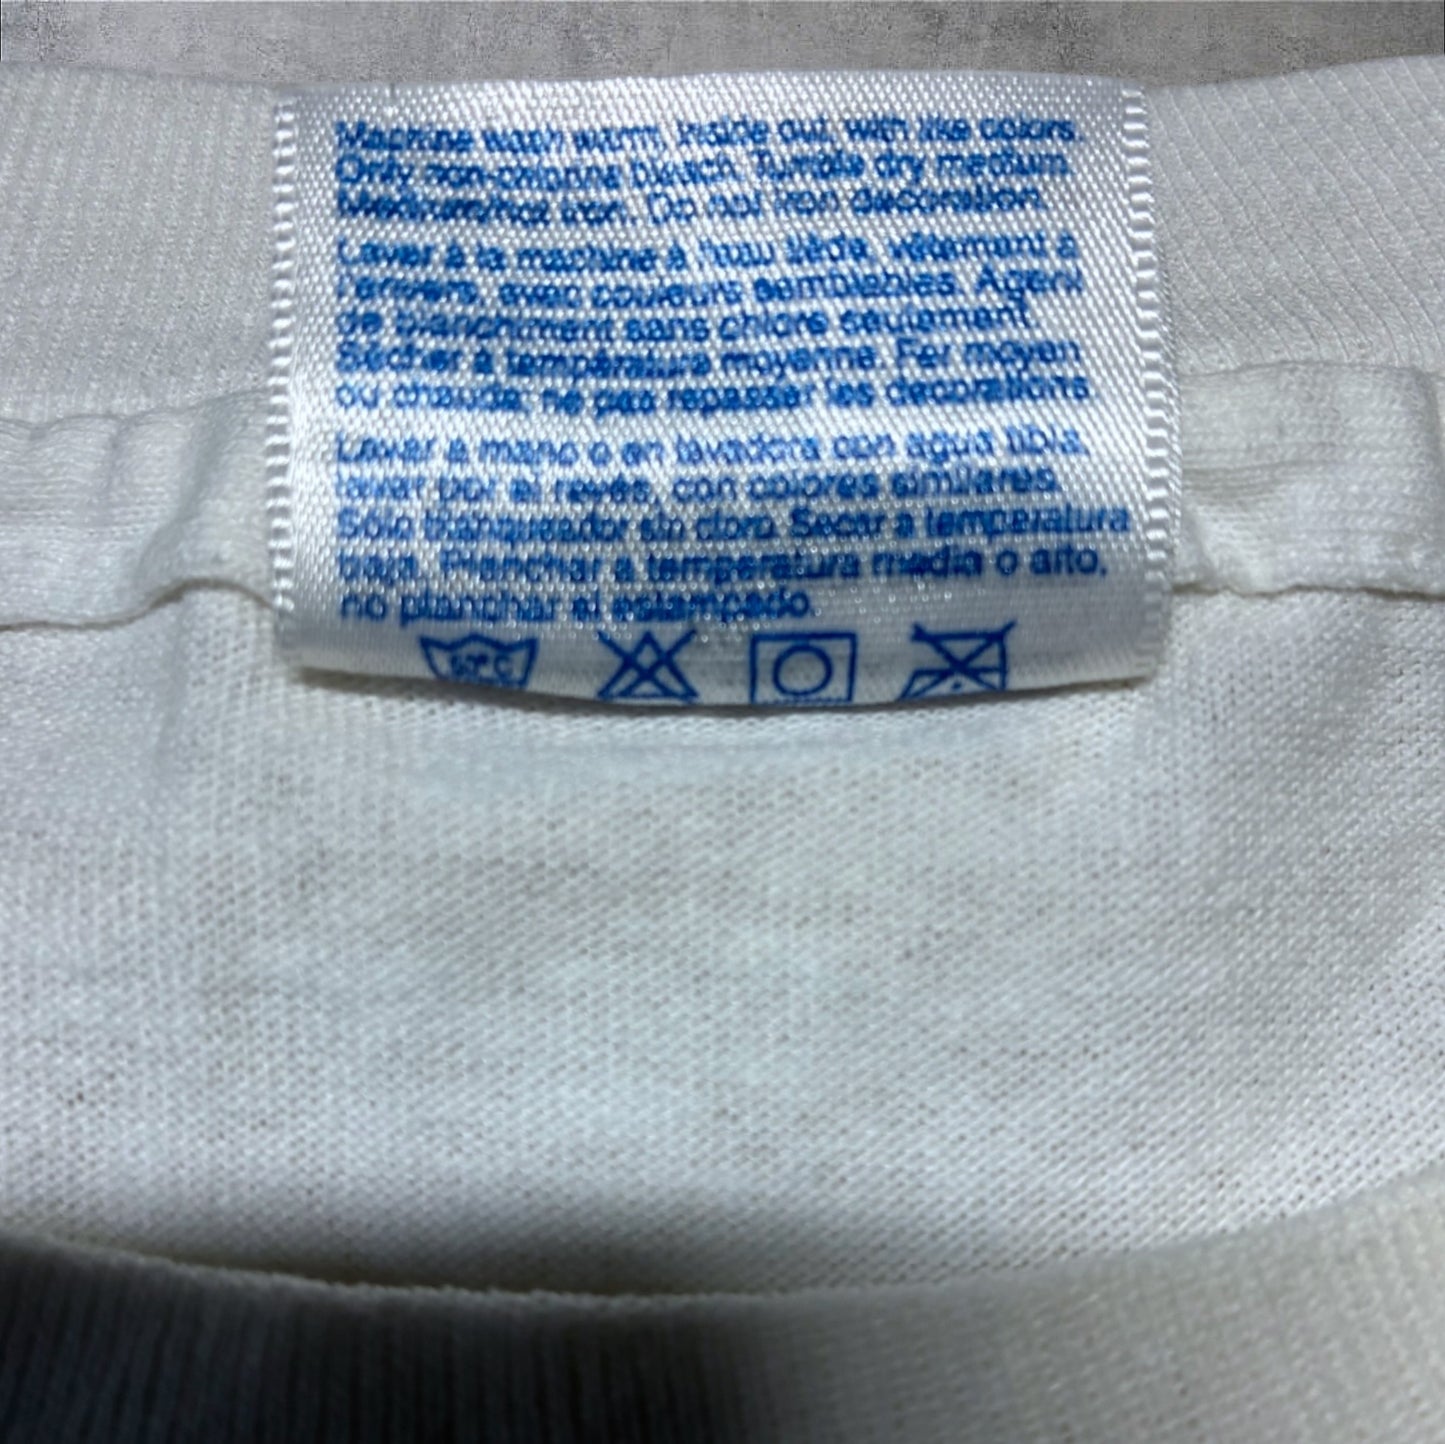 Machine wash warm, inside out, with like colors.
Only non-chlorine bleach. Tumble dry medium.
Medium/hot iron. Do not iron decoration.
Laver à la machine à l'eau tiède, vêtement à
l'envers, avec couleurs semblables. Agent
de blanchiment sans chlore seulement.
Sécher à température moyenne. Fer moyen
ou chaude, ne pas repasser les decorations.
Lavar a mano o en lavadora con agua tibia,
lavar por el revés, con colores similares.
Sólo blanqueador sin cloro. Secar a temperatura
baja. Planchar a temperatura media o alto,
no planchar el estampado.